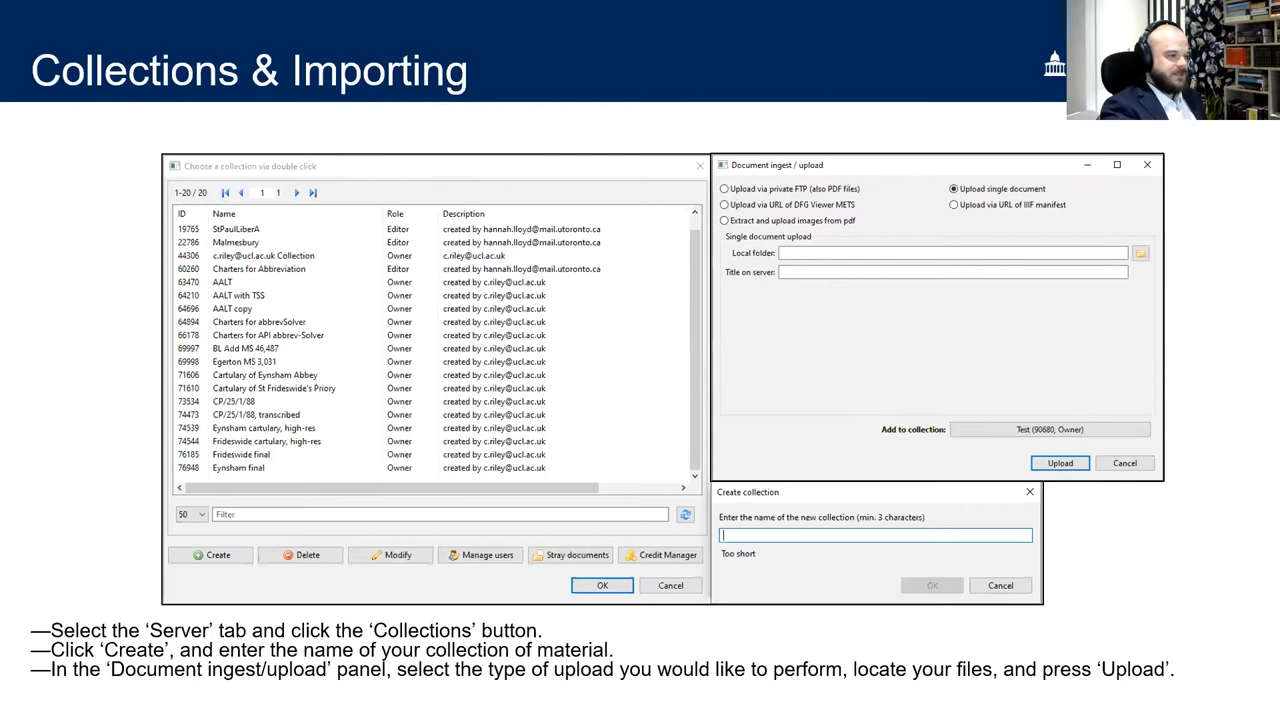 Collections & Importing
Choose a collection via double click
1-20 / 20 1 1
ID Name Role Description
19765 StPaulLiberA Editor created by hannah.lloyd@mail.utoronto.ca
22786 Malmesbury Editor created by hannah.lloyd@mail.utoronto.ca
44306 c.riley@ucl.ac.uk Collection Owner c.riley@ucl.ac.uk
60260 Charters for Abbreviation Editor created by hannah.lloyd@mail.utoronto.ca
63470 AALT Owner created by c.riley@ucl.ac.uk
64210 AALT with TSS Owner created by c.riley@ucl.ac.uk
64696 AALT copy Owner created by c.riley@ucl.ac.uk
64894 Charters for abbrevSolver Owner created by c.riley@ucl.ac.uk
66178 Charters for API abbrev-Solver Owner created by c.riley@ucl.ac.uk
69997 BL Add MS 46,487 Owner created by c.riley@ucl.ac.uk
69998 Egerton MS 3,031 Owner created by c.riley@ucl.ac.uk
71606 Cartulary of Eynsham Abbey Owner created by c.riley@ucl.ac.uk
71610 Cartulary of St Frideswide's Priory Owner created by c.riley@ucl.ac.uk
73534 CP/25/1/88 Owner created by c.riley@ucl.ac.uk
74473 CP/25/1/88, transcribed Owner created by c.riley@ucl.ac.uk
74539 Eynsham cartulary, high-res Owner created by c.riley@ucl.ac.uk
74544 Frideswide cartulary, high-res Owner created by c.riley@ucl.ac.uk
76185 Frideswide final Owner created by c.riley@ucl.ac.uk
76948 Eynsham final Owner created by c.riley@ucl.ac.uk
50 Filter
Create Delete Modify Manage users Stray documents Credit Manager
OK Cancel
Document ingest / upload
Upload via private FTP (also PDF files) Upload single document
Upload via URL of DFG Viewer METS Upload via URL of IIIF manifest
Extract and upload images from pdf
Single document upload
Local folder:
Title on server:
Add to collection: Test (90680, Owner)
Upload Cancel
Create collection
Enter the name of the new collection (min. 3 characters)
Too short
OK Cancel
—Select the ‘Server’ tab and click the ‘Collections’ button.
—Click ‘Create’, and enter the name of your collection of material.
—In the ‘Document ingest/upload’ panel, select the type of upload you would like to perform, locate your files, and press ‘Upload’.